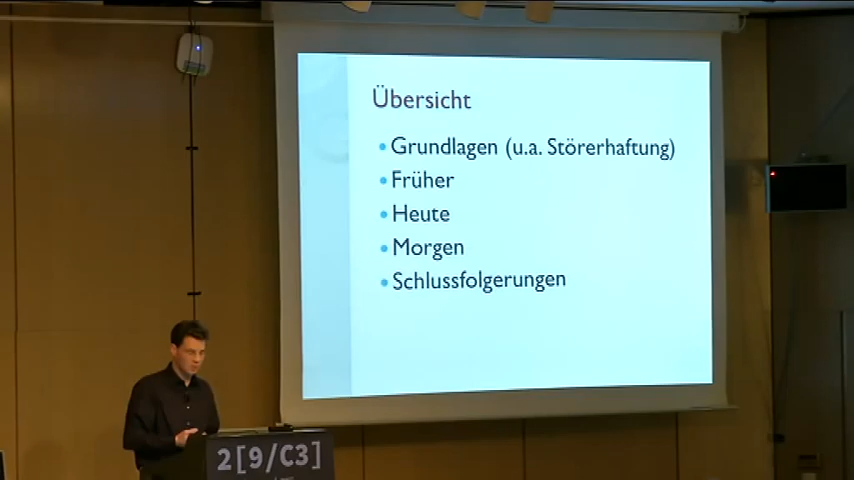 Übersicht
• Grundlagen (u.a. Störerhaftung)
• Früher
• Heute
• Morgen
• Schlussfolgerungen
2[9/C3]